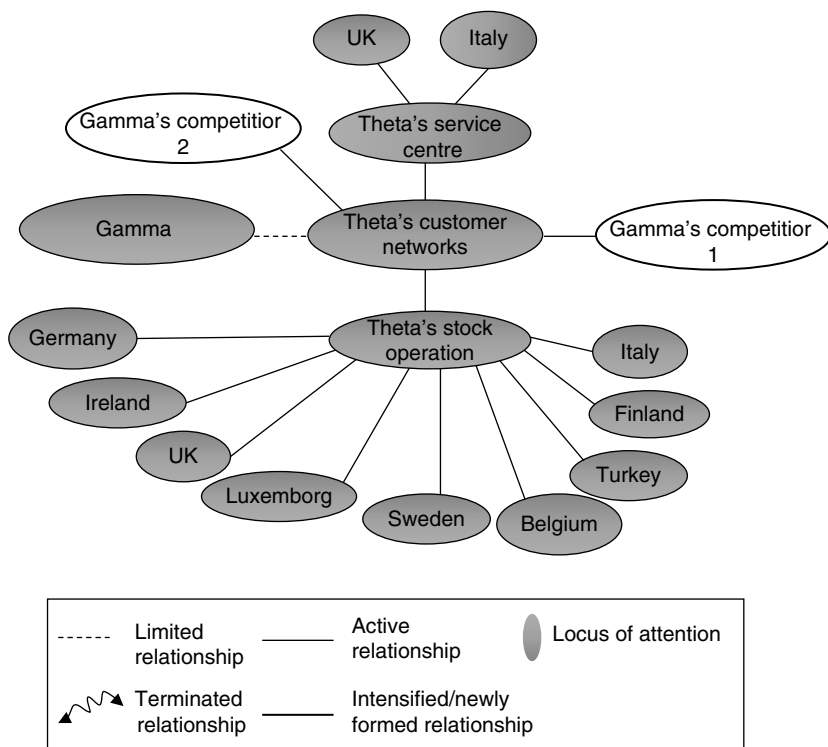 UK
Italy
Gamma's competitior
2
Theta's service
centre
Gamma
Theta's customer
networks
Gamma's competitior
1
Germany
Theta's stock
operation
Italy
Ireland
Finland
UK
Turkey
Luxemborg
Sweden
Belgium
Limited
relationship
Active
relationship
Locus of attention
Terminated
relationship
Intensified/newly
formed relationship